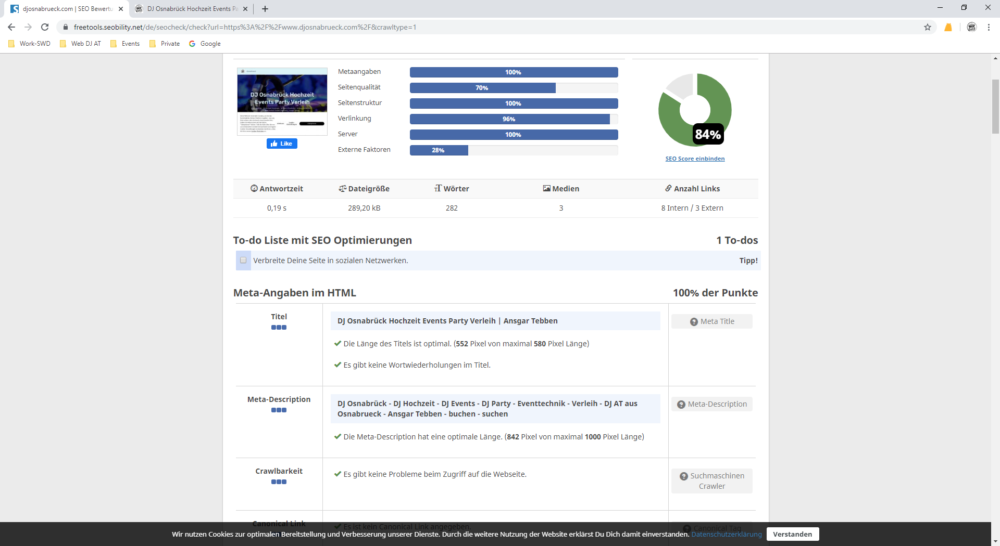 djosnabrueck.com | SEO Bewertu
DJ Osnabrück Hochzeit Events Pa
freetools.seobility.net/de/seocheck/check?url=https%3A%2F%2Fwww.djosnabrueck.com%2F&crawltype=1
Work-SWD
Web DJ AT
Events
Private
Google
DJ Osnabrück Hochzeit
Events Party Verleih
Like
Metaangaben 100%
Seitenqualität 70%
Seitenstruktur 100%
Verlinkung 96%
Server 100%
Externe Faktoren 28%
84%
SEO Score einbinden
Antwortzeit Dateigröße Wörter Medien Anzahl Links
0,19 s 289,20 kB 282 3 8 Intern / 3 Extern
To-do Liste mit SEO Optimierungen 1 To-dos
Verbreite Deine Seite in sozialen Netzwerken. Tipp!
Meta-Angaben im HTML 100% der Punkte
Titel
DJ Osnabrück Hochzeit Events Party Verleih | Ansgar Tebben
Meta Title
Die Länge des Titels ist optimal. (552 Pixel von maximal 580 Pixel Länge)
Es gibt keine Wortwiederholungen im Titel.
Meta-Description
DJ Osnabrück - DJ Hochzeit - DJ Events - DJ Party - Eventtechnik - Verleih - DJ AT aus
Osnabrueck - Ansgar Tebben - buchen - suchen
Meta-Description
Die Meta-Description hat eine optimale Länge. (842 Pixel von maximal 1000 Pixel Länge)
Crawlbarkeit
Es gibt keine Probleme beim Zugriff auf die Webseite.
Suchmaschinen
Crawler
Canonical Link
Es ist kein Canonical Link angegeben.
Canonical Tag
Wir nutzen Cookies zur optimalen Bereitstellung und Verbesserung unserer Dienste. Durch die weitere Nutzung der Website erklärst Du Dich damit einverstanden. Datenschutzerklärung
Verstanden